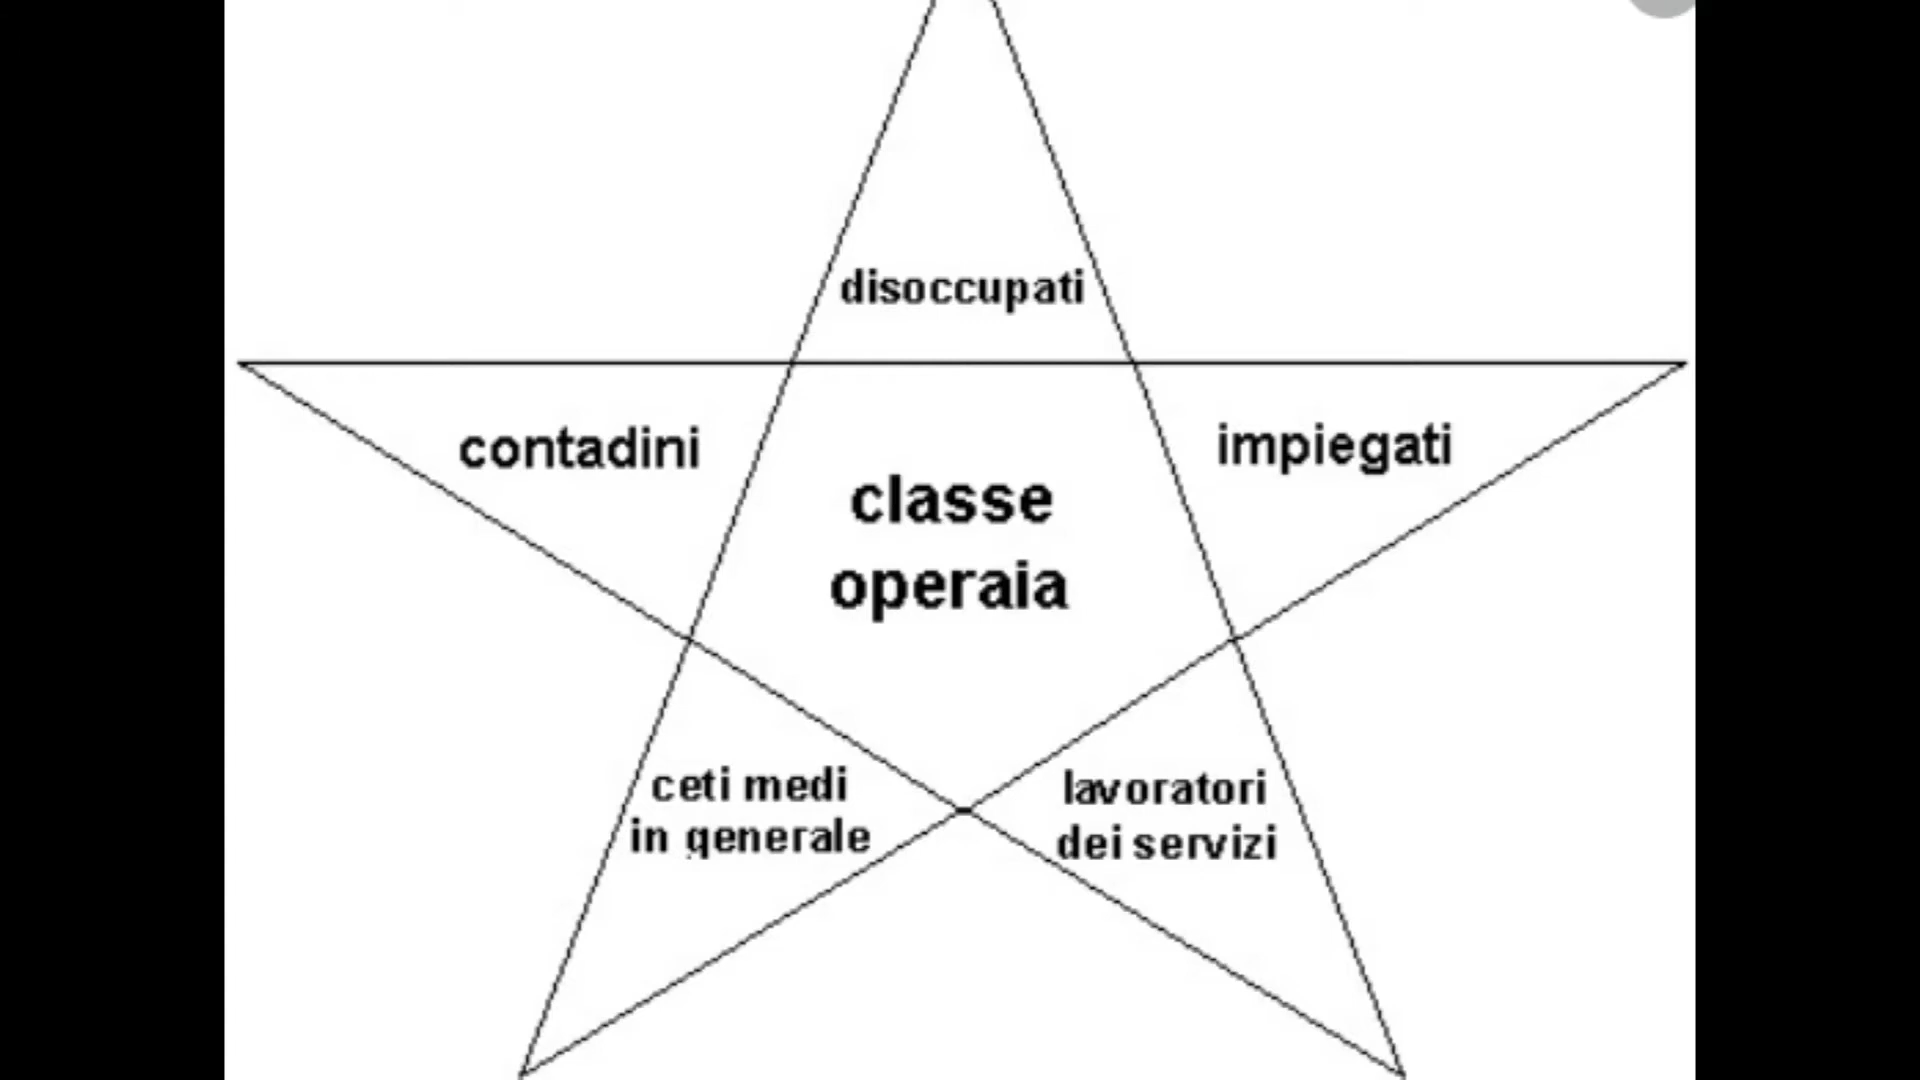 disoccupati
contadini
impiegati
classe
operaia
ceti medi
in generale
lavoratori
dei servizi